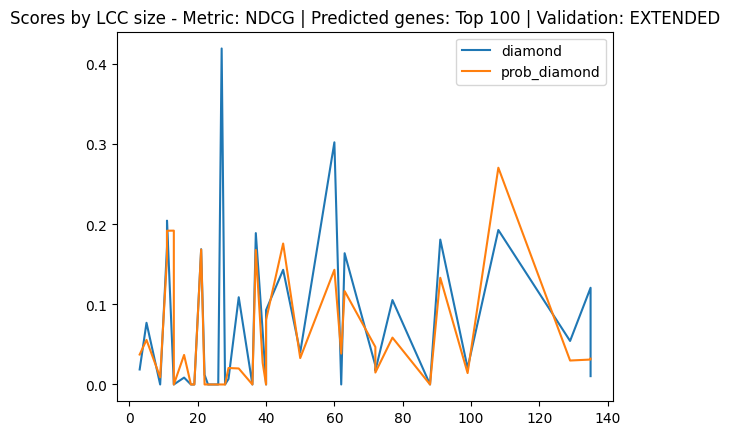 Scores by LCC size - Metric: NDCG | Predicted genes: Top 100 | Validation: EXTENDED
diamond
prob_diamond
0.4
0.3
0.2
0.1
0.0
0 20 40 60 80 100 120 140